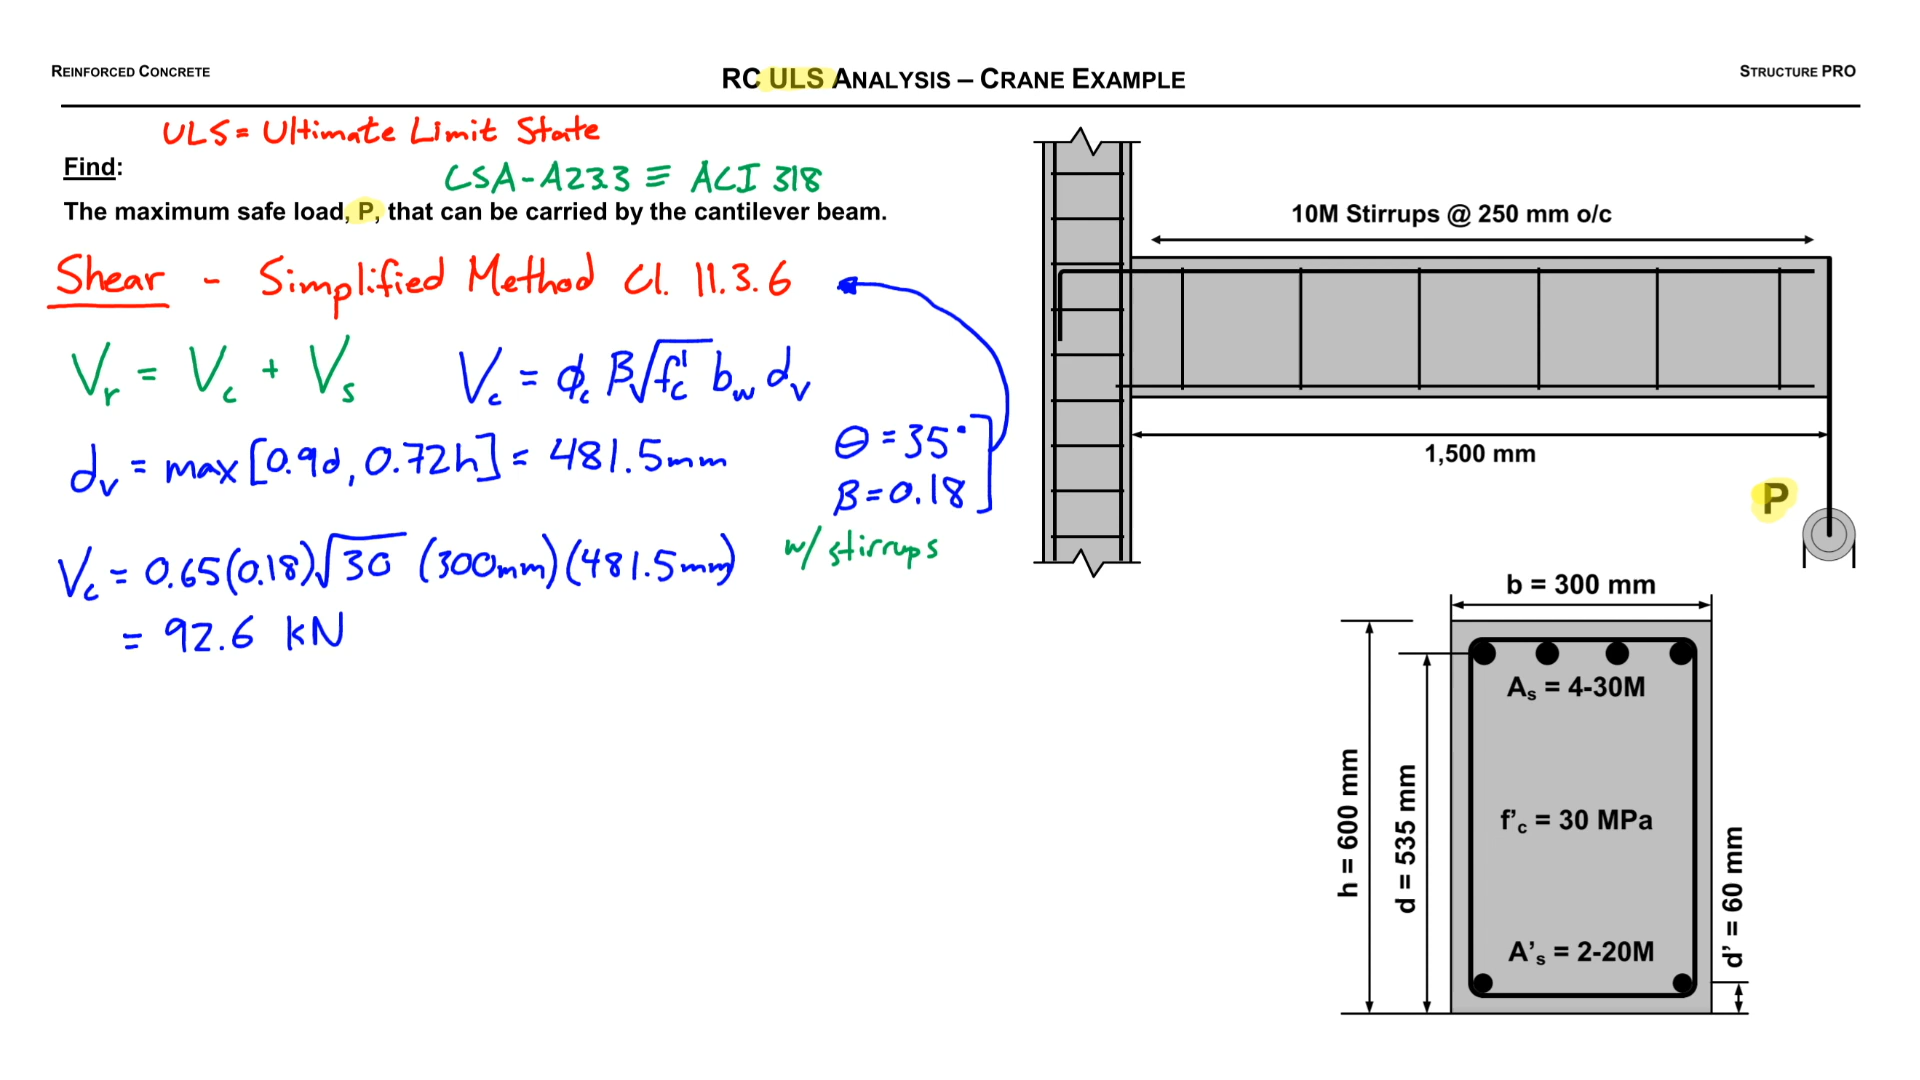 REINFORCED CONCRETE
RC ULS ANALYSIS – CRANE EXAMPLE
STRUCTURE PRO
ULS = Ultimate Limit State
Find:
CSA-A23.3 ≡ ACI 318
The maximum safe load, P, that can be carried by the cantilever beam.
Shear - Simplified Method Cl. 11.3.6
Vr = Vc + Vs
Vc = ϕc β√f'c bw dv
dv = max [0.9d, 0.72h] = 481.5mm
θ = 35°
β = 0.18
w/ stirrups
Vc = 0.65(0.18)√30 (300mm)(481.5mm)
= 92.6 kN
10M Stirrups @ 250 mm o/c
1,500 mm
P
b = 300 mm
As = 4-30M
h = 600 mm
d = 535 mm
f'c = 30 MPa
A's = 2-20M
d' = 60 mm